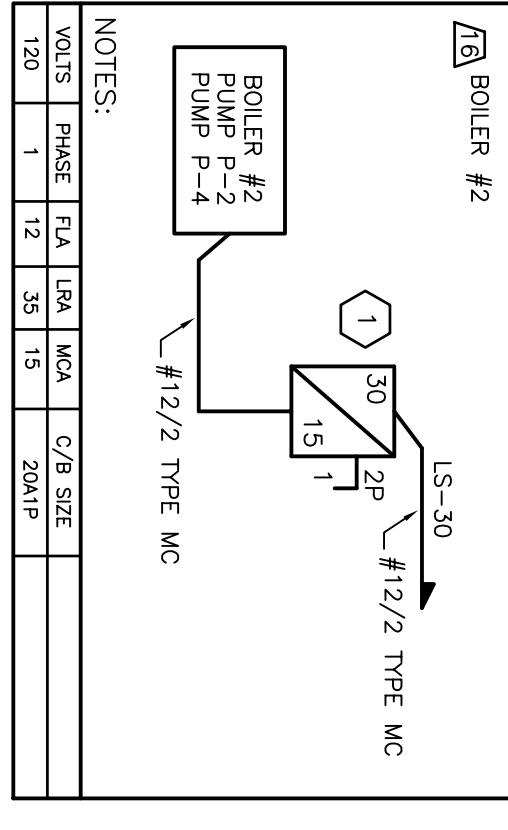 16 BOILER #2
LS-30
#12/2 TYPE MC
1
30
15
2P
1
BOILER #2
PUMP P-2
PUMP P-4
#12/2 TYPE MC
NOTES:
VOLTS PHASE FLA LRA MCA C/B SIZE
120 1 12 35 15 20A1P